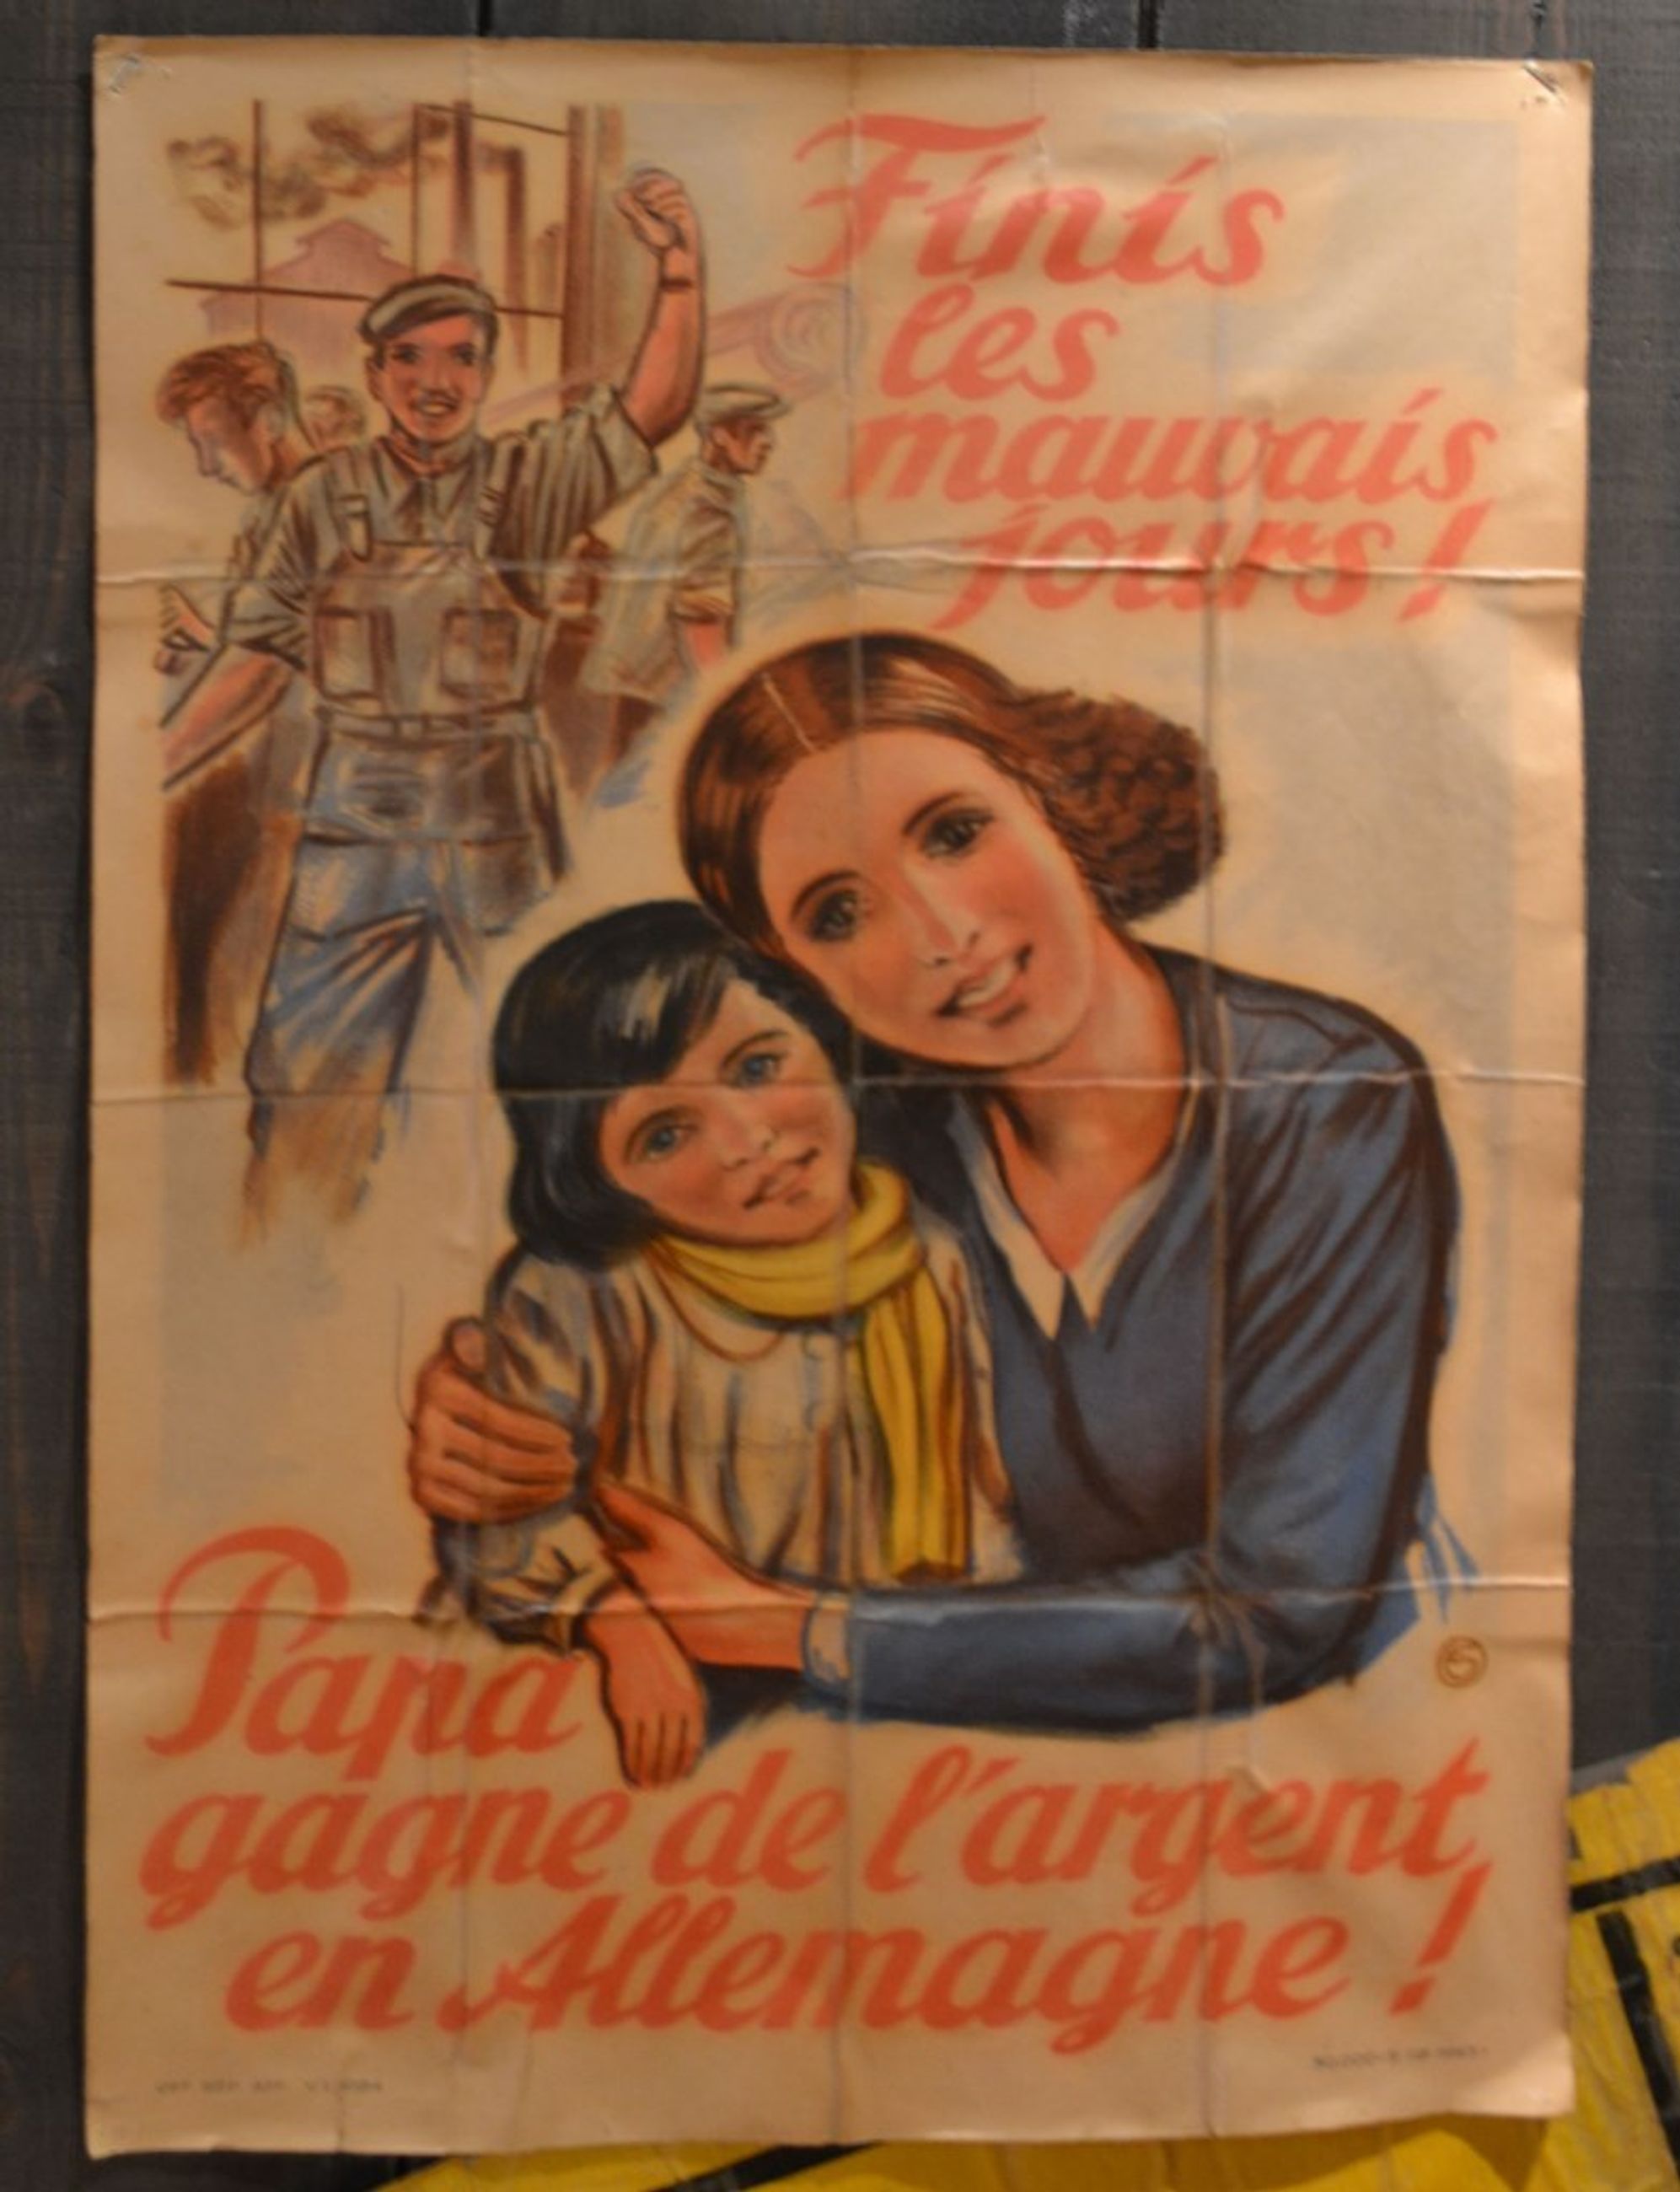 Finis
les
mauvais
jours !
Papa
gagne de l'argent
en Allemagne !